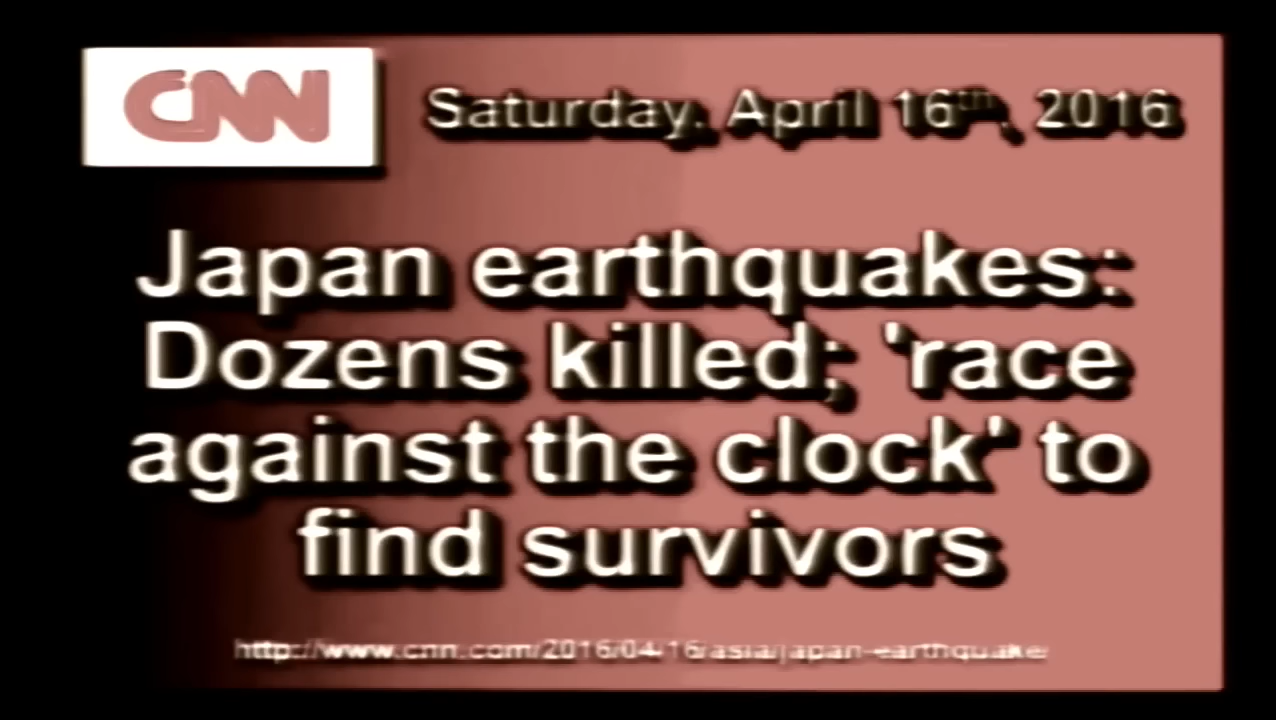 CNN
Saturday, April 16th, 2016
Japan earthquakes:
Dozens killed; 'race
against the clock' to
find survivors
http://www.cnn.com/2016/04/16/asia/japan-earthquake/